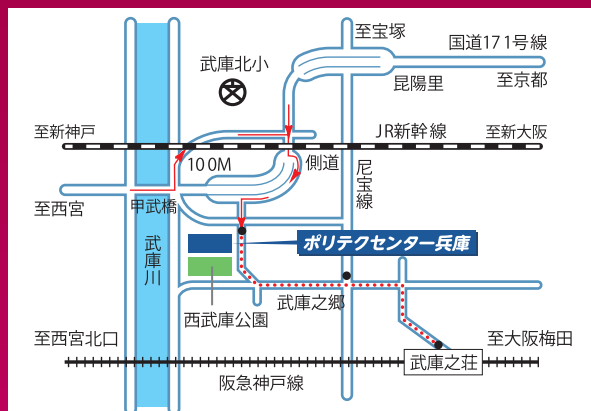 至宝塚
国道171号線
武庫北小
昆陽里
至京都
至新神戸
JR新幹線
至新大阪
100M
側道
尼宝線
至西宮
甲武橋
武庫川
ポリテクセンター兵庫
武庫之郷
西武庫公園
至西宮北口
至大阪梅田
武庫之荘
阪急神戸線